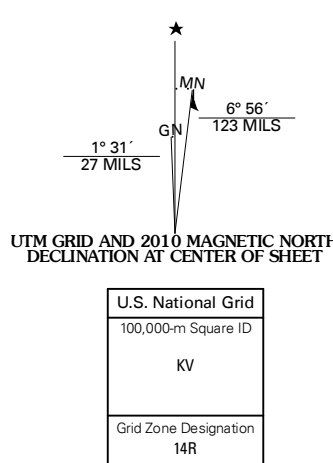 ★
MN
6° 56´
123 MILS
GN
1° 31´
27 MILS
UTM GRID AND 2010 MAGNETIC NORTH
DECLINATION AT CENTER OF SHEET
U.S. National Grid
100,000-m Square ID
KV
Grid Zone Designation
14R